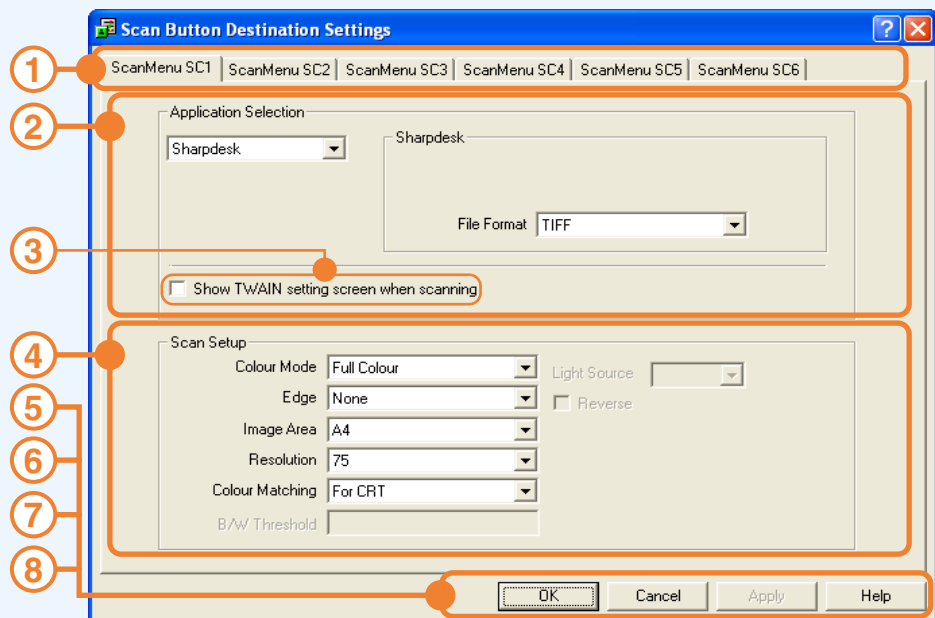 Scan Button Destination Settings
1
ScanMenu SC1 ScanMenu SC2 ScanMenu SC3 ScanMenu SC4 ScanMenu SC5 ScanMenu SC6
2
Application Selection
Sharpdesk
Sharpdesk
File Format TIFF
3
Show TWAIN setting screen when scanning
4
Scan Setup
Colour Mode Full Colour
Light Source
Edge None
Reverse
Image Area A4
Resolution 75
Colour Matching For CRT
B/W Threshold
5
6
7
8
OK Cancel Apply Help